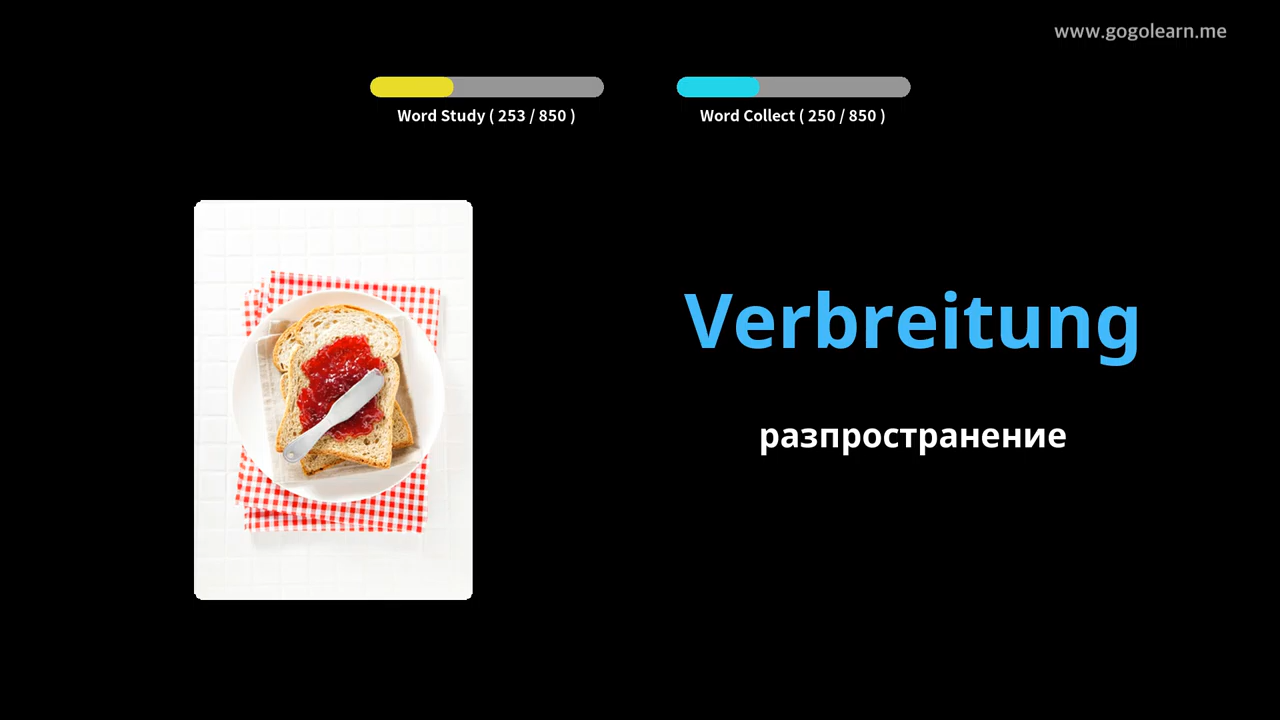 www.gogolearn.me
Word Study ( 253 / 850 )
Word Collect ( 250 / 850 )
Verbreitung
разпространение